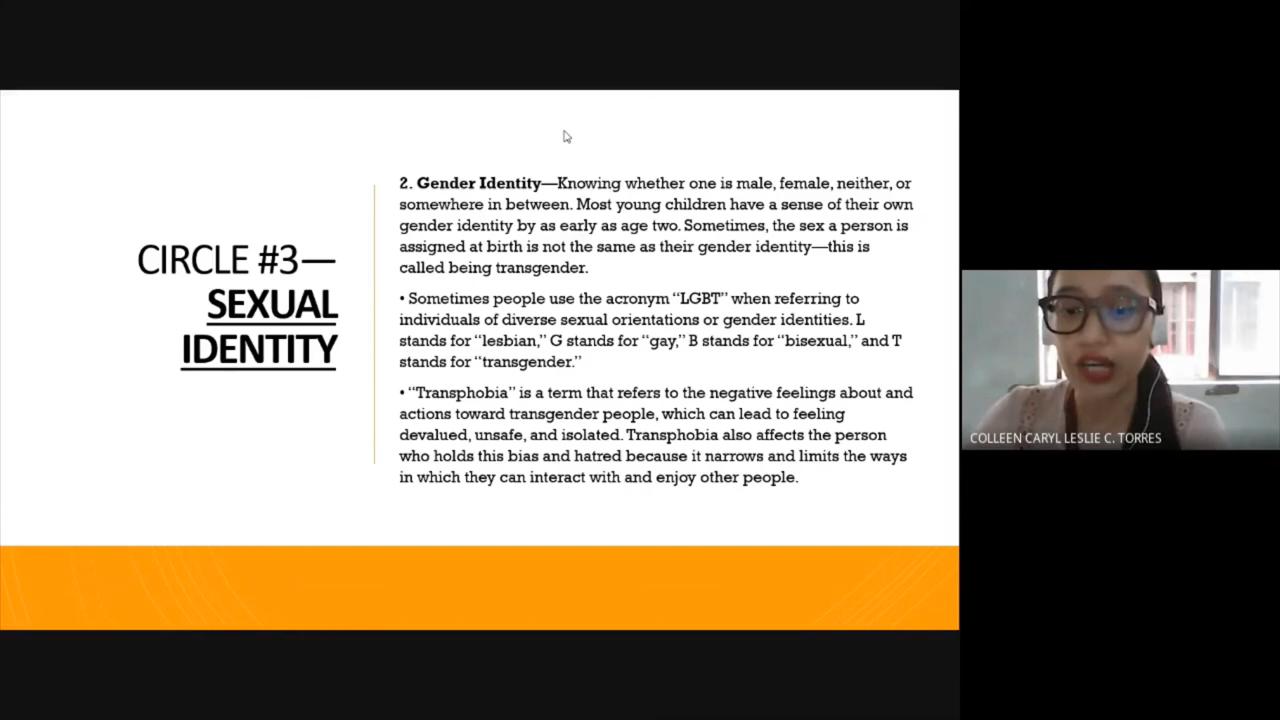 CIRCLE #3—
SEXUAL
IDENTITY
2. Gender Identity—Knowing whether one is male, female, neither, or
somewhere in between. Most young children have a sense of their own
gender identity by as early as age two. Sometimes, the sex a person is
assigned at birth is not the same as their gender identity—this is
called being transgender.
• Sometimes people use the acronym “LGBT” when referring to
individuals of diverse sexual orientations or gender identities. L
stands for “lesbian,” G stands for “gay,” B stands for “bisexual,” and T
stands for “transgender.”
• “Transphobia” is a term that refers to the negative feelings about and
actions toward transgender people, which can lead to feeling
devalued, unsafe, and isolated. Transphobia also affects the person
who holds this bias and hatred because it narrows and limits the ways
in which they can interact with and enjoy other people.
COLLEEN CARYL LESLIE C. TORRES